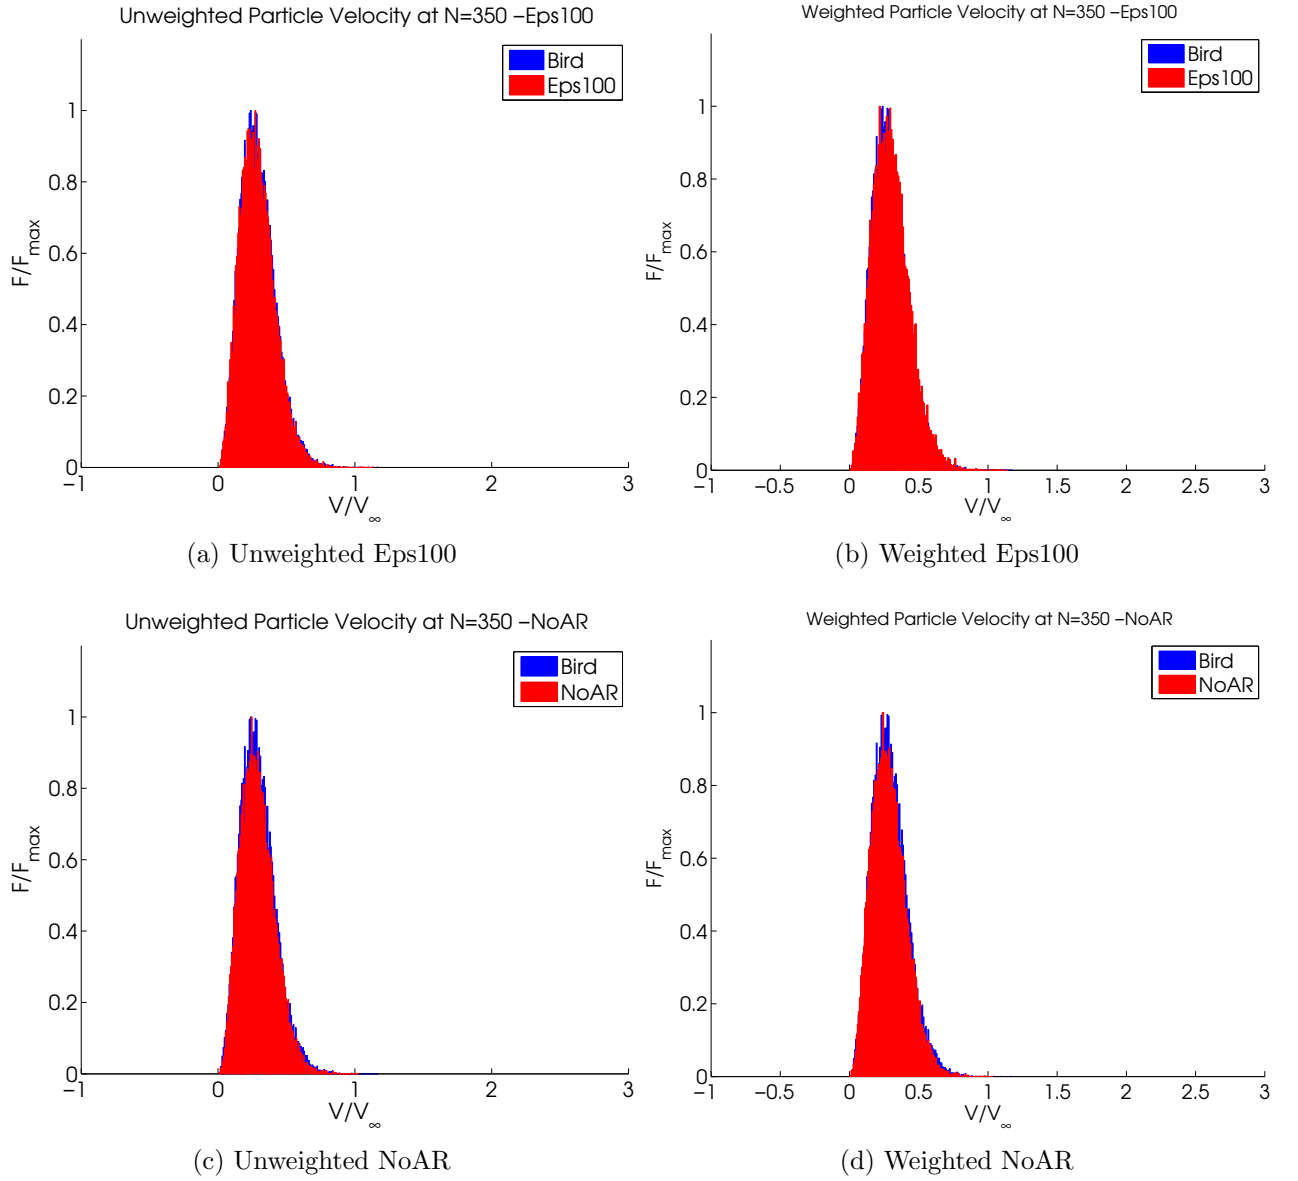 Unweighted Particle Velocity at N=350 −Eps100
Bird
Eps100
1
0.8
0.6
0.4
0.2
0
F/Fmax
−1
0
1
2
3
V/V∞
(a) Unweighted Eps100
Weighted Particle Velocity at N=350 −Eps100
Bird
Eps100
1
0.8
0.6
0.4
0.2
0
F/Fmax
−1
−0.5
0
0.5
1
1.5
2
2.5
3
V/V∞
(b) Weighted Eps100
Unweighted Particle Velocity at N=350 −NoAR
Bird
NoAR
1
0.8
0.6
0.4
0.2
0
F/Fmax
−1
0
1
2
3
V/V∞
(c) Unweighted NoAR
Weighted Particle Velocity at N=350 −NoAR
Bird
NoAR
1
0.8
0.6
0.4
0.2
0
F/Fmax
−1
−0.5
0
0.5
1
1.5
2
2.5
3
V/V∞
(d) Weighted NoAR